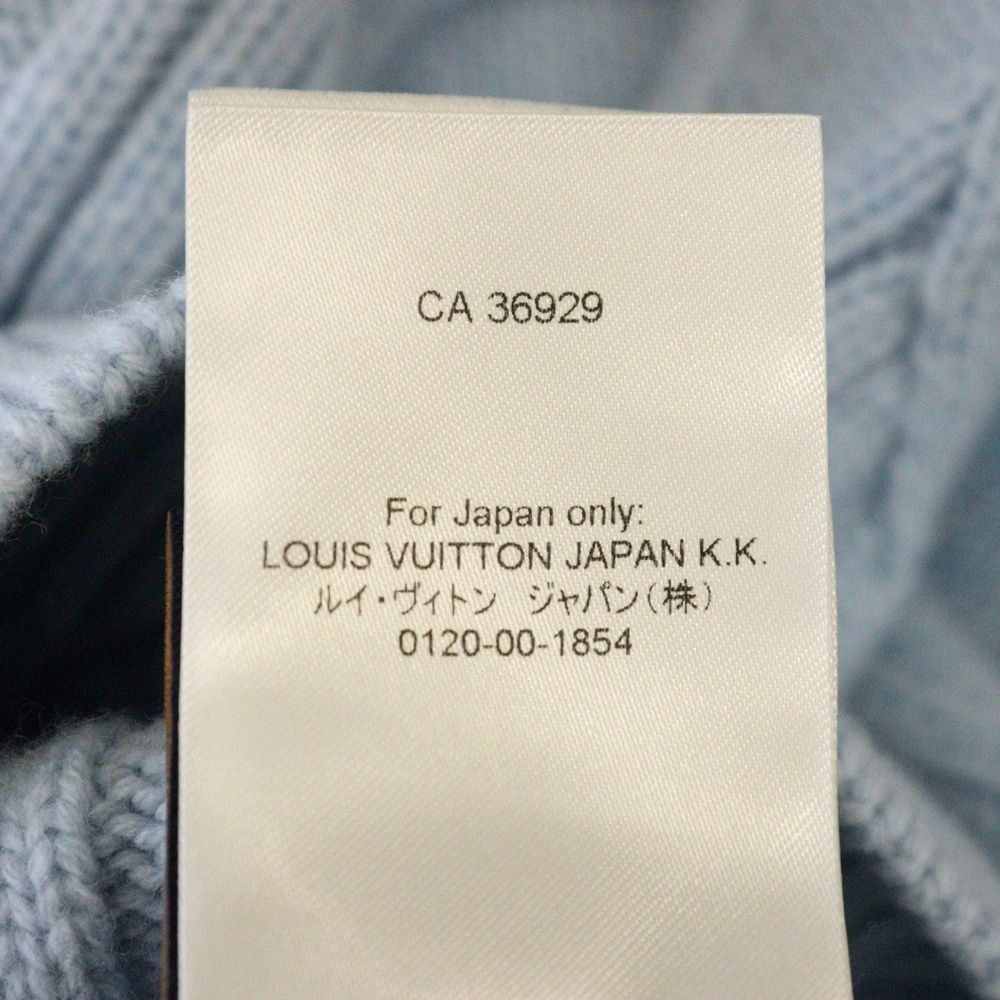 CA 36929
For Japan only:
LOUIS VUITTON JAPAN K.K.
ルイ・ヴィトン　ジャパン(株)
0120-00-1854